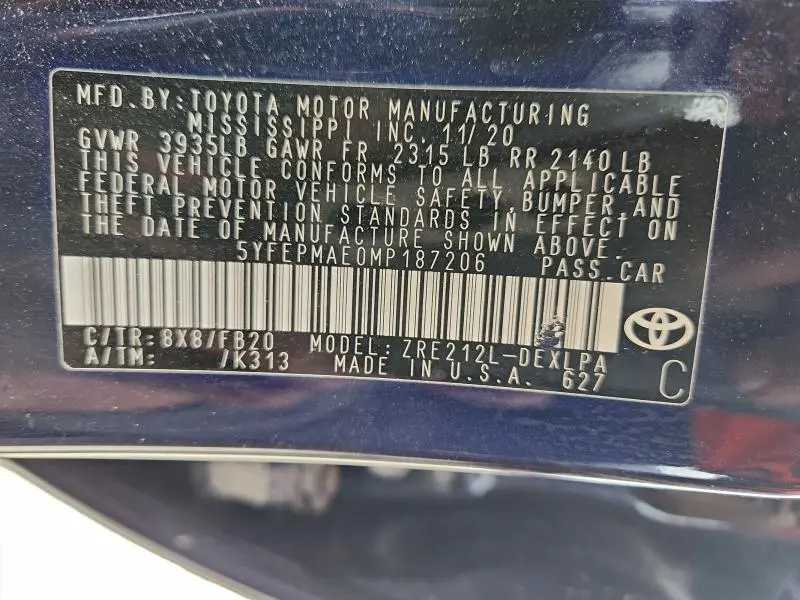 MFD.BY:TOYOTA MOTOR MANUFACTURING
MISSISSIPPI INC. 11/20
GVWR 3935LB GAWR FR 2315 LB RR 2140 LB
THIS VEHICLE CONFORMS TO ALL APPLICABLE
FEDERAL MOTOR VEHICLE SAFETY, BUMPER, AND
THEFT PREVENTION STANDARDS IN EFFECT ON
THE DATE OF MANUFACTURE SHOWN ABOVE.
5YFEPMAE0MP187206 PASS.CAR
C/TR:8X8/FB20 MODEL:ZRE212L-DEXLPA
A/TM: /K313 MADE IN U.S.A. 627 C